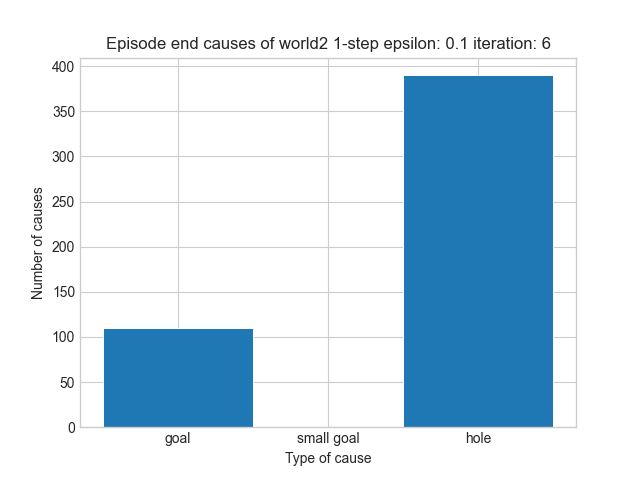 Episode end causes of world2 1-step epsilon: 0.1 iteration: 6
400
350
300
250
200
150
100
50
0
Number of causes
goal small goal hole
Type of cause